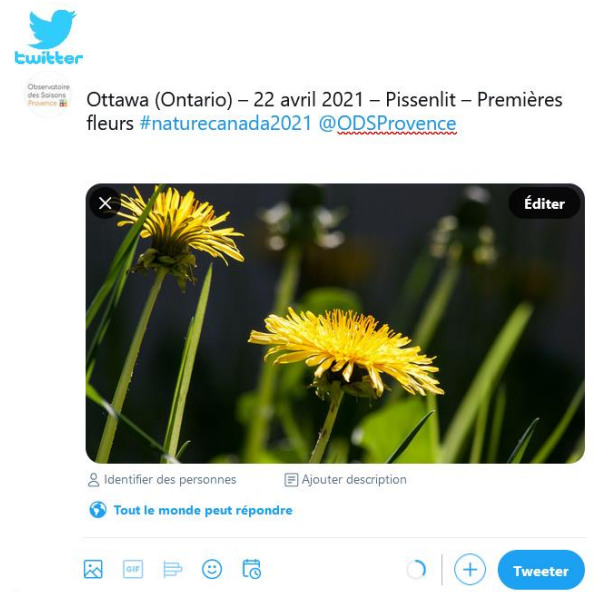 twitter
Observatoire
des Saisons
Provence
Ottawa (Ontario) – 22 avril 2021 – Pissenlit – Premières
fleurs #naturecanada2021 @ODSProvence
Éditer
Identifier des personnes
Ajouter description
Tout le monde peut répondre
GIF
Tweeter